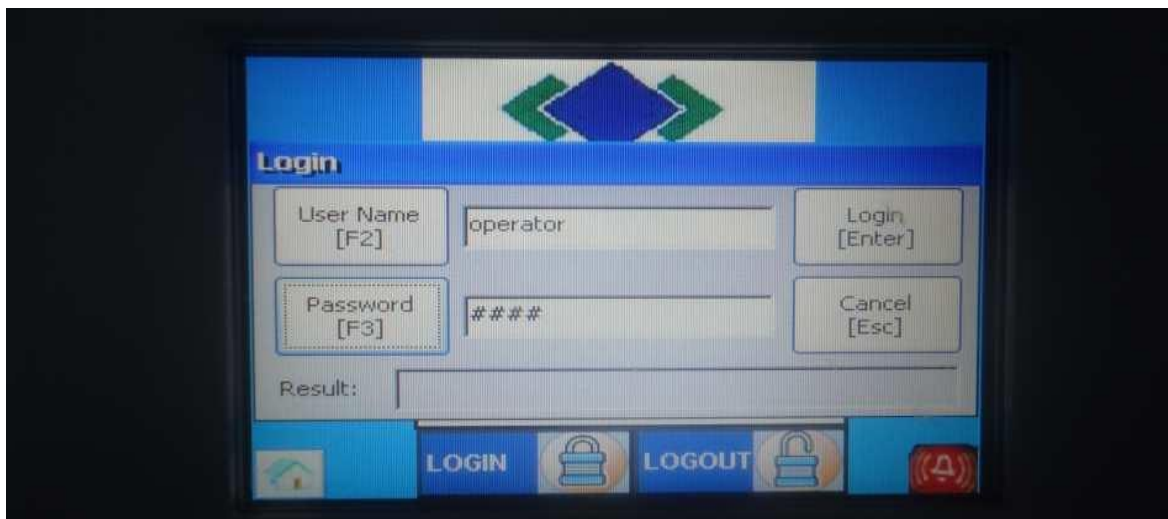 Login
User Name
[F2]
operator
Login
[Enter]
Password
[F3]
####
Cancel
[Esc]
Result:
LOGIN
LOGOUT